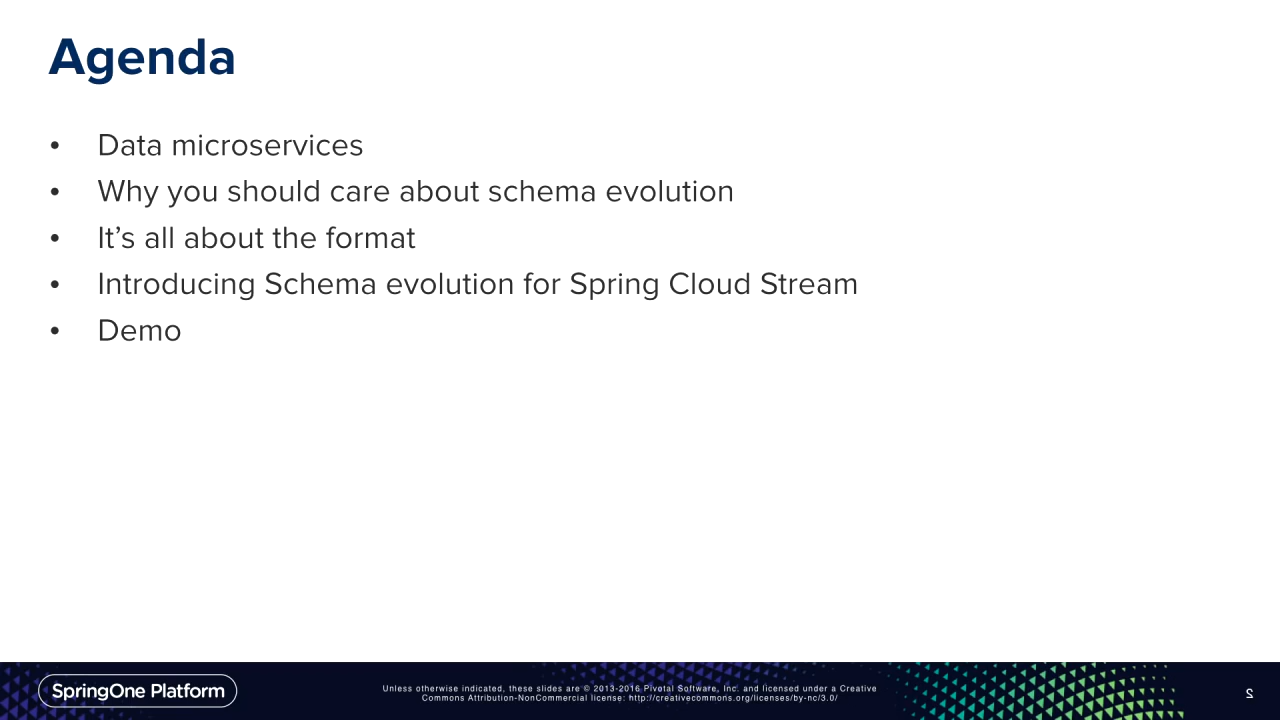 Agenda
• Data microservices
• Why you should care about schema evolution
• It’s all about the format
• Introducing Schema evolution for Spring Cloud Stream
• Demo
SpringOne Platform
Unless otherwise indicated, these slides are © 2013-2016 Pivotal Software, Inc. and licensed under a Creative
Commons Attribution-NonCommercial license: http://creativecommons.org/licenses/by-nc/3.0/
2